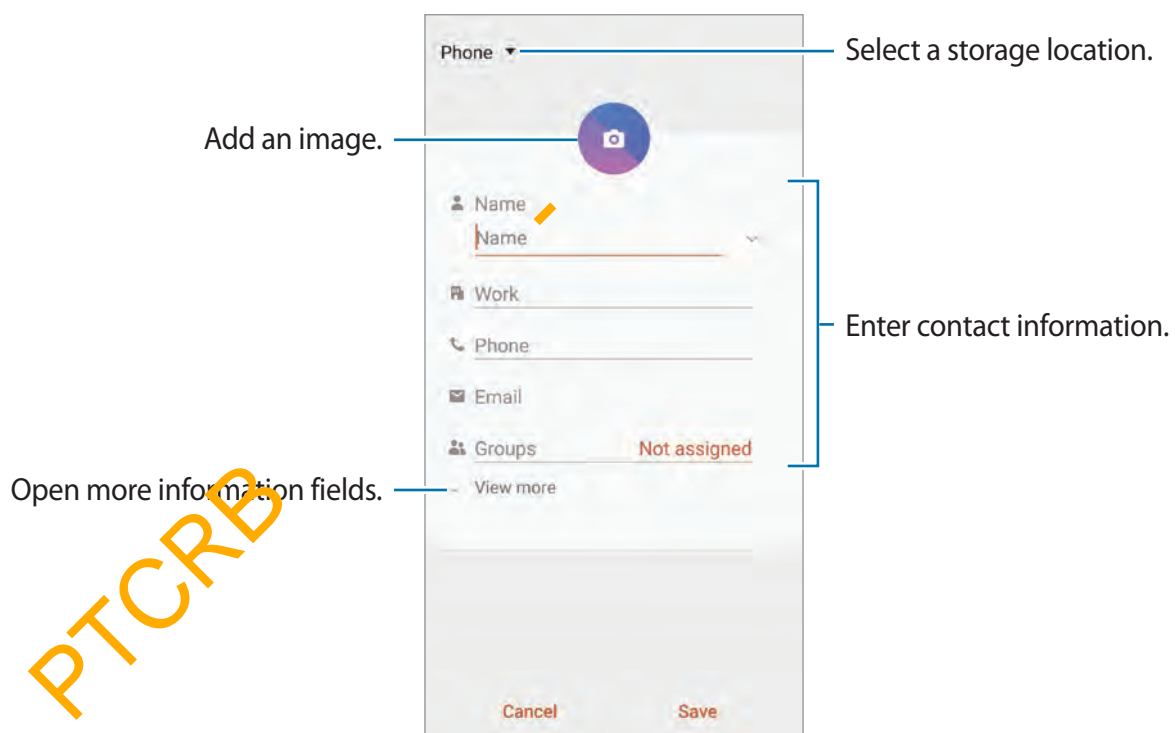 Phone
Select a storage location.
Add an image.
Name
Name
Work
Phone
Enter contact information.
Email
Groups Not assigned
Open more information fields.
View more
PTCRB
Cancel Save